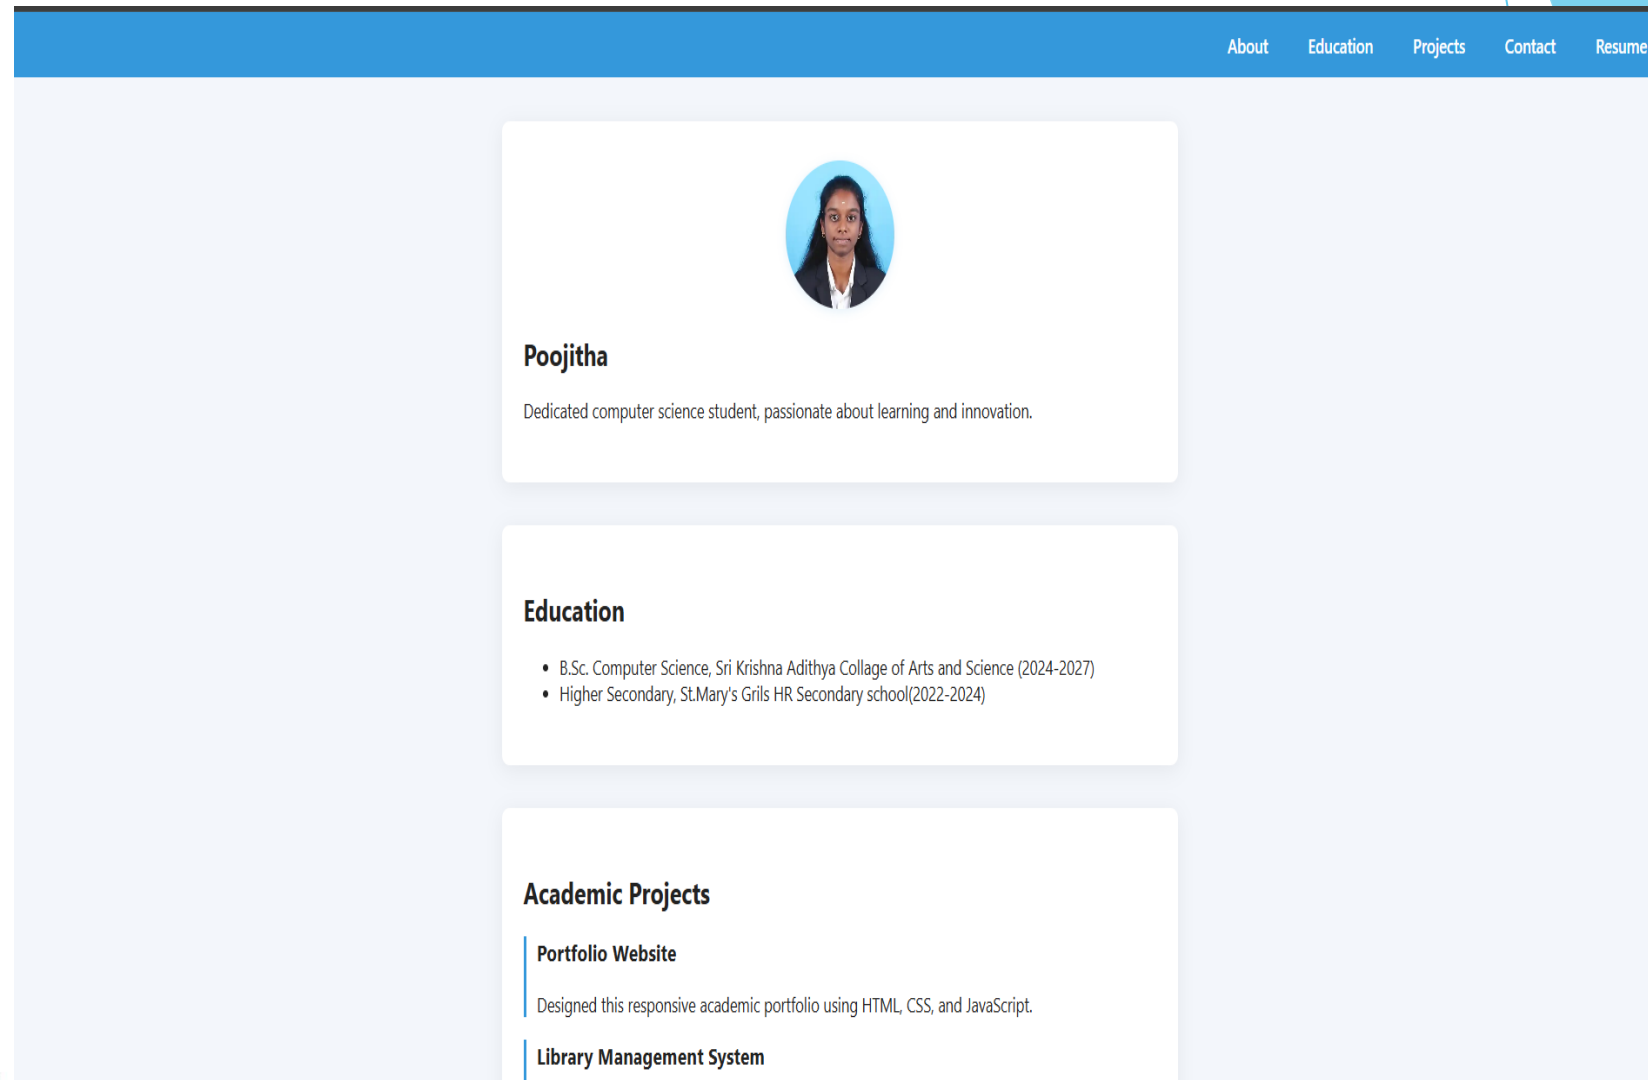 About Education Projects Contact Resume
Poojitha
Dedicated computer science student, passionate about learning and innovation.
Education
• B.Sc. Computer Science, Sri Krishna Adithya Collage of Arts and Science (2024-2027)
• Higher Secondary, St.Mary's Grils HR Secondary school(2022-2024)
Academic Projects
Portfolio Website
Designed this responsive academic portfolio using HTML, CSS, and JavaScript.
Library Management System